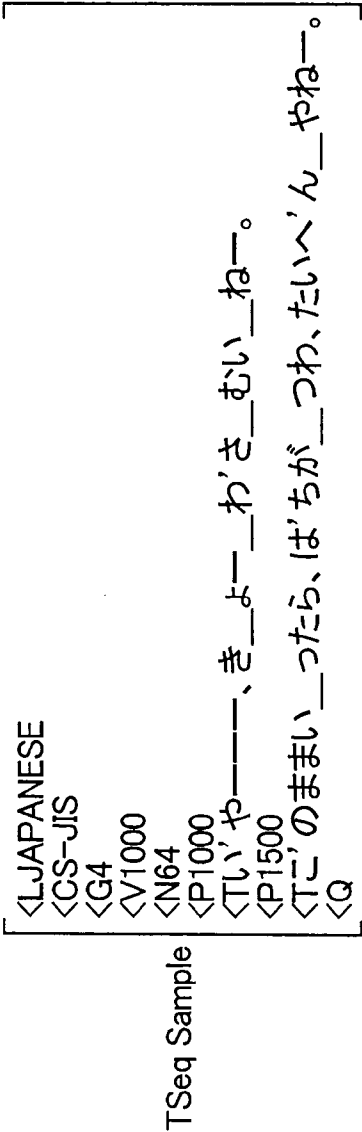 TSeq Sample
<LJAPANESE
<CS-JIS
<G4
<V1000
<N64
<P1000
<Tい'や————、き__よー__わ'さ__むい__ねー。
<P1500
<Tこ'のままい__つたら、ば'ちが__つわ、たいへ'ん__やねー。
<Q